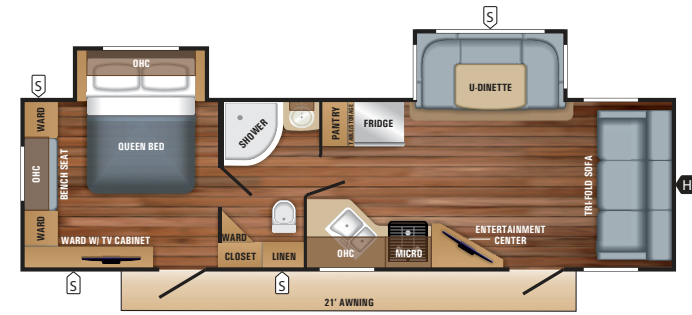 S
OHC
U-DINETTE
S
WARD
SHOWER
PANTRY
FRIDGE
QUEEN BED
OHC
BENCH SEAT
TRI-FOLD SOFA
H
WARD
WARD W/ TV CABINET
WARD
ENTERTAINMENT
CENTER
CLOSET
LINEN
OHC
MICRO
S
S
21' AWNING